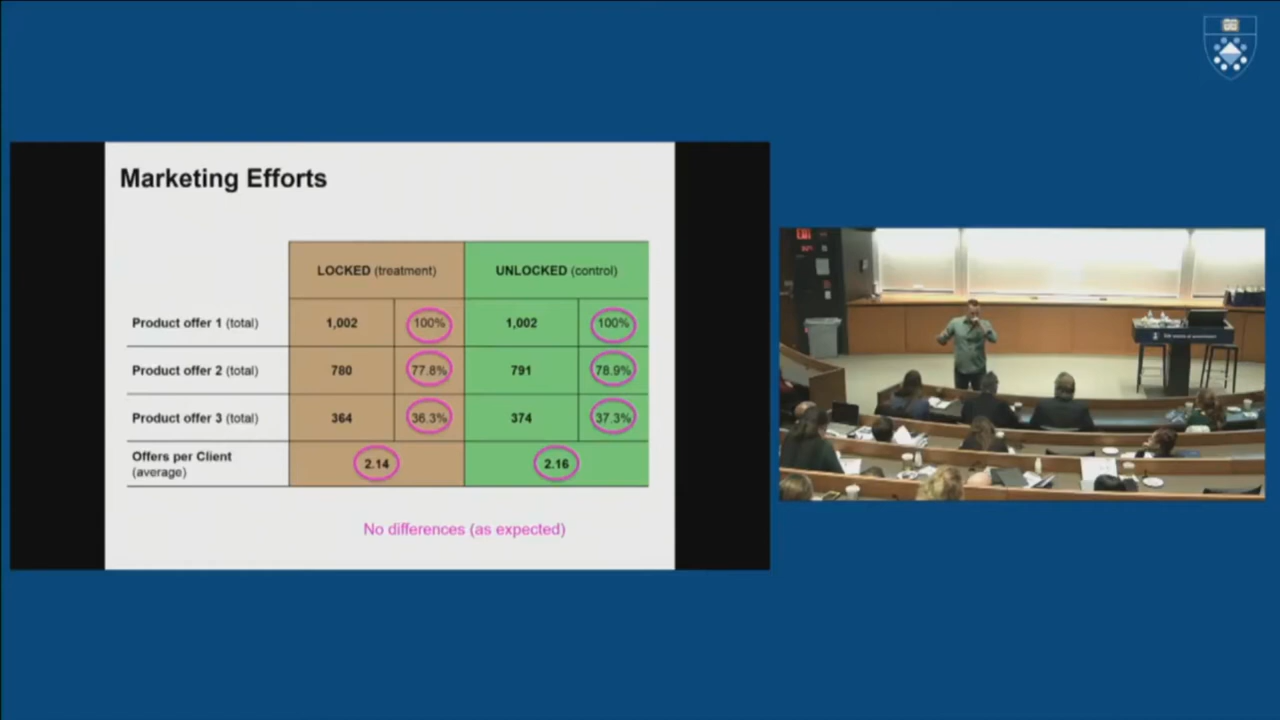 Marketing Efforts
LOCKED (treatment) UNLOCKED (control)
Product offer 1 (total) 1,002 100% 1,002 100%
Product offer 2 (total) 780 77.8% 791 78.9%
Product offer 3 (total) 364 36.3% 374 37.3%
Offers per Client
(average) 2.14 2.16
No differences (as expected)
EXIT